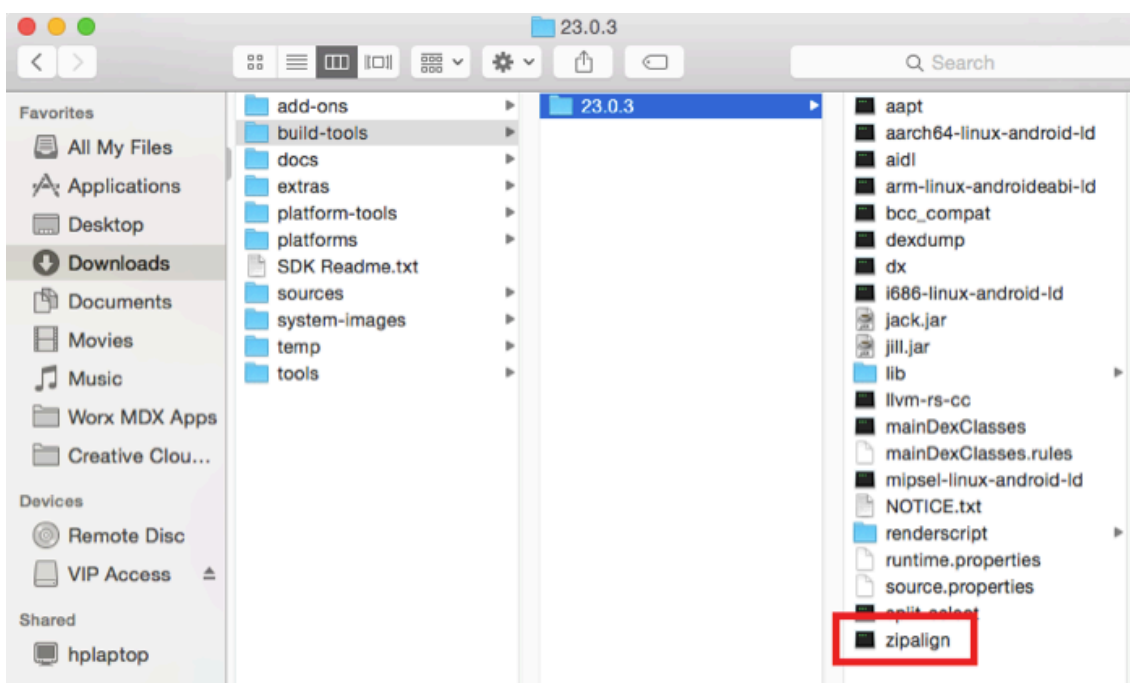 23.0.3
Search
Favorites
All My Files
Applications
Desktop
Downloads
Documents
Movies
Music
Worx MDX Apps
Creative Clou...
Devices
Remote Disc
VIP Access
Shared
hplaptop
add-ons
build-tools
docs
extras
platform-tools
platforms
SDK Readme.txt
sources
system-images
temp
tools
23.0.3
aapt
aarch64-linux-android-ld
aidl
arm-linux-androideabi-ld
bcc_compat
dexdump
dx
i686-linux-android-ld
jack.jar
jill.jar
lib
llvm-rs-cc
mainDexClasses
mainDexClasses.rules
mipsel-linux-android-ld
NOTICE.txt
renderscript
runtime.properties
source.properties
split-select
zipalign